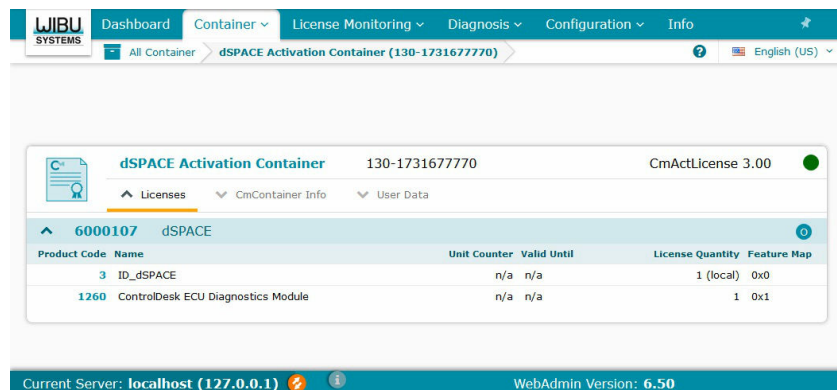 WIBU
SYSTEMS
Dashboard Container License Monitoring Diagnosis Configuration Info
All Container dSPACE Activation Container (130-1731677770) English (US)
dSPACE Activation Container 130-1731677770 CmActLicense 3.00
Licenses CmContainer Info User Data
6000107 dSPACE
Product Code Name Unit Counter Valid Until License Quantity Feature Map
3 ID_dSPACE n/a n/a 1 (local) 0x0
1260 ControlDesk ECU Diagnostics Module n/a n/a 1 0x1
Current Server: localhost (127.0.0.1) WebAdmin Version: 6.50